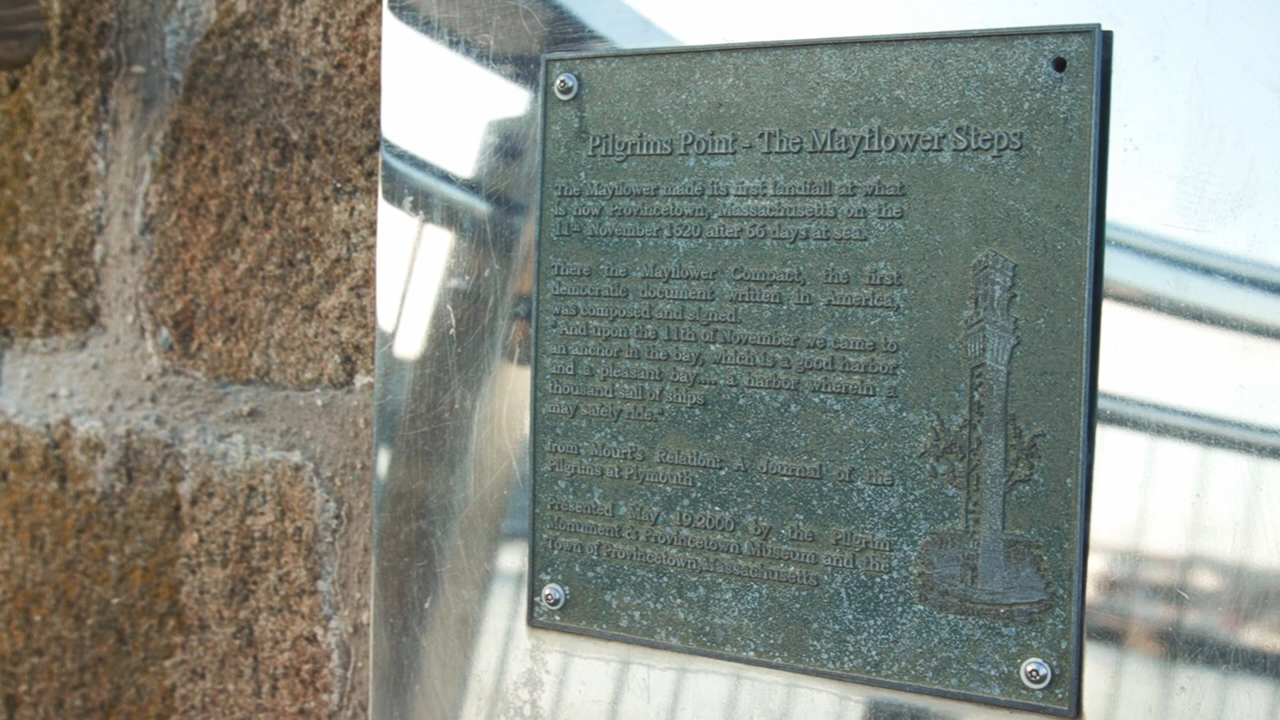 Pilgrims Point - The Mayflower Steps
The Mayflower made its first landfall at what
is now Provincetown, Massachusetts on the
11th November 1620 after 66 days at sea.
There the Mayflower Compact, the first
democratic document written in America,
was composed and signed.
"And upon the 11th of November we came to
an anchor in the bay, which is a good harbor
and a pleasant bay.... a harbor wherein a
thousand sail of ships
may safely ride."
from Mourt's Relation: A Journal of the
Pilgrims at Plymouth
Presented May 19,2000 by the Pilgrim
Monument & Provincetown Museum and the
Town of Provincetown,Massachusetts